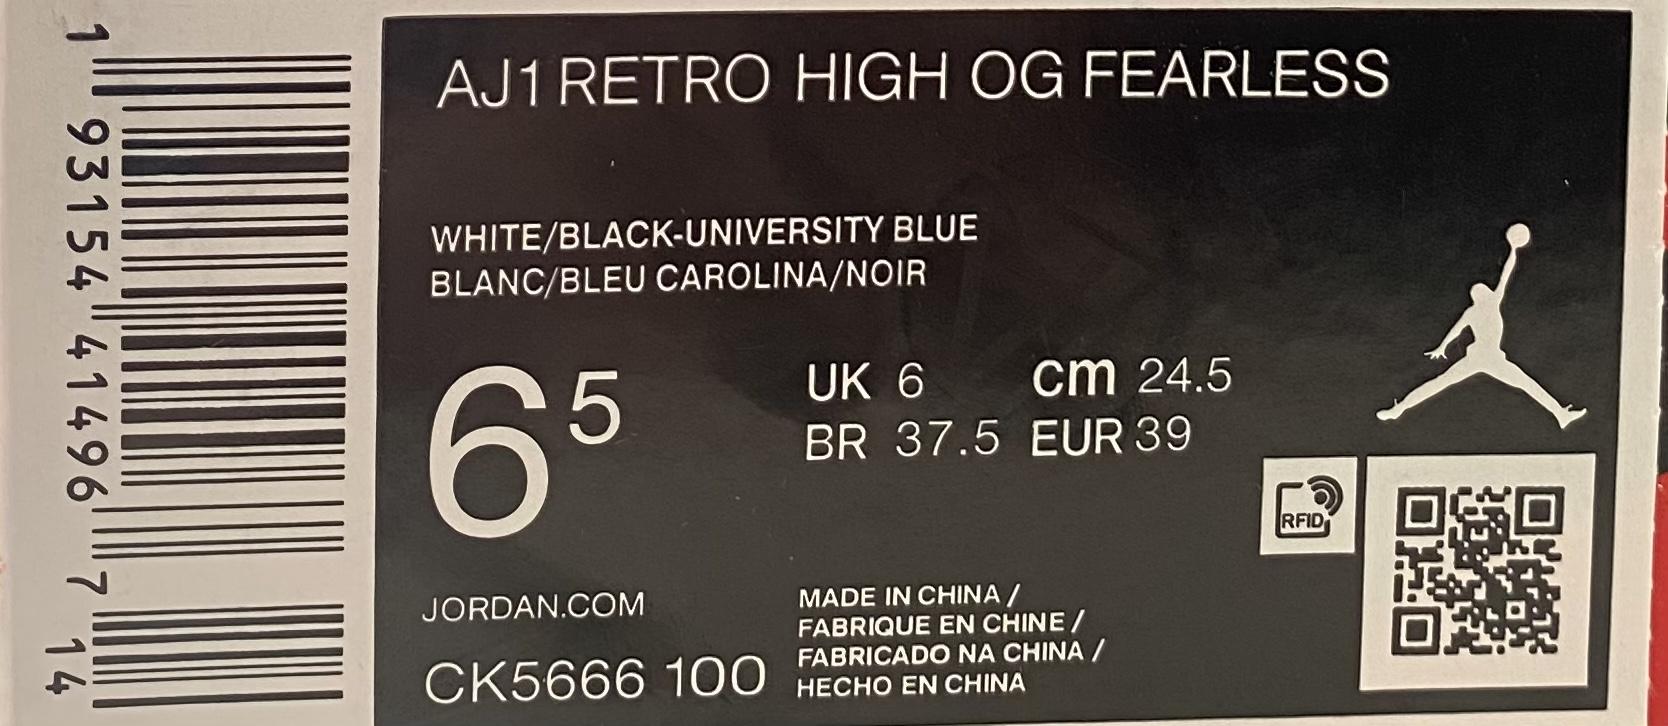 AJ1 RETRO HIGH OG FEARLESS
WHITE/BLACK-UNIVERSITY BLUE
BLANC/BLEU CAROLINA/NOIR
6 5
UK 6 cm 24.5
BR 37.5 EUR 39
RFID
JORDAN.COM
CK5666 100
MADE IN CHINA /
FABRIQUE EN CHINE /
FABRICADO NA CHINA /
HECHO EN CHINA
1 93154 41496 7 14